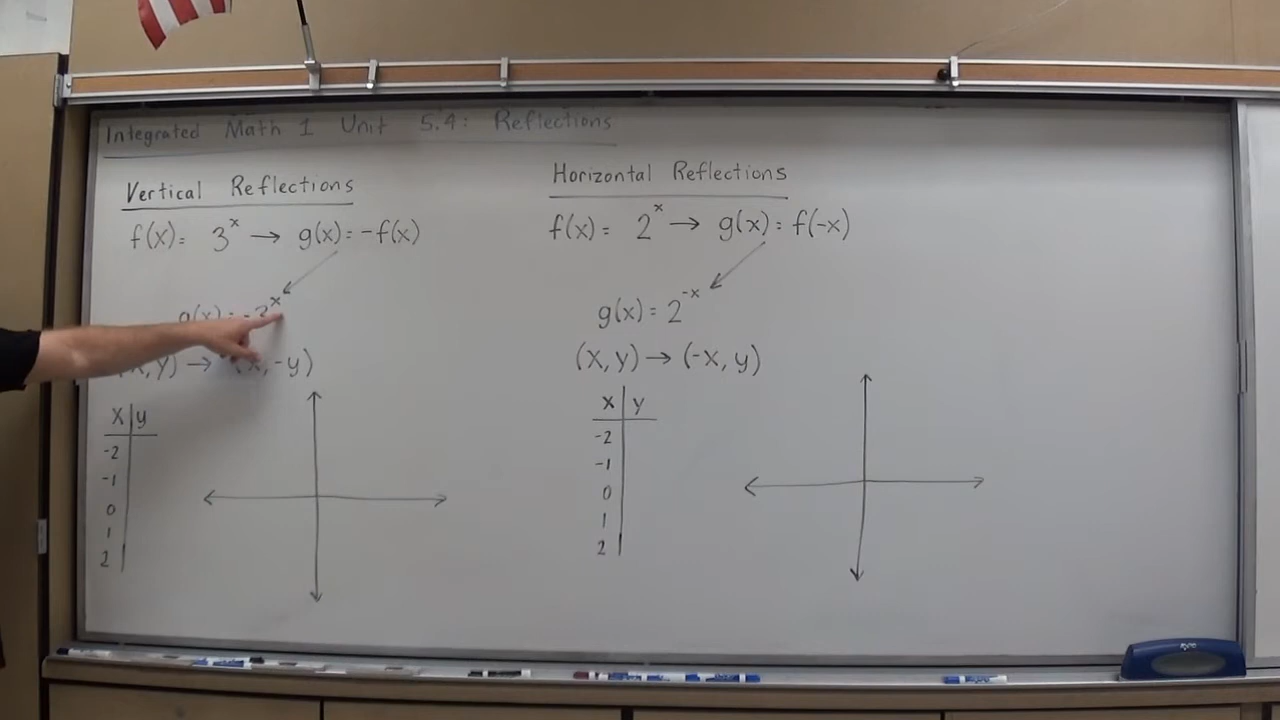 Integrated Math 1 Unit 5.4: Reflections
Vertical Reflections
f(x) = 3^x → g(x) = -f(x)
g(x) = -3^x
(x, y) → (x, -y)
x | y
-2
-1
0
1
2
Horizontal Reflections
f(x) = 2^x → g(x) = f(-x)
g(x) = 2^-x
(x, y) → (-x, y)
x | y
-2
-1
0
1
2